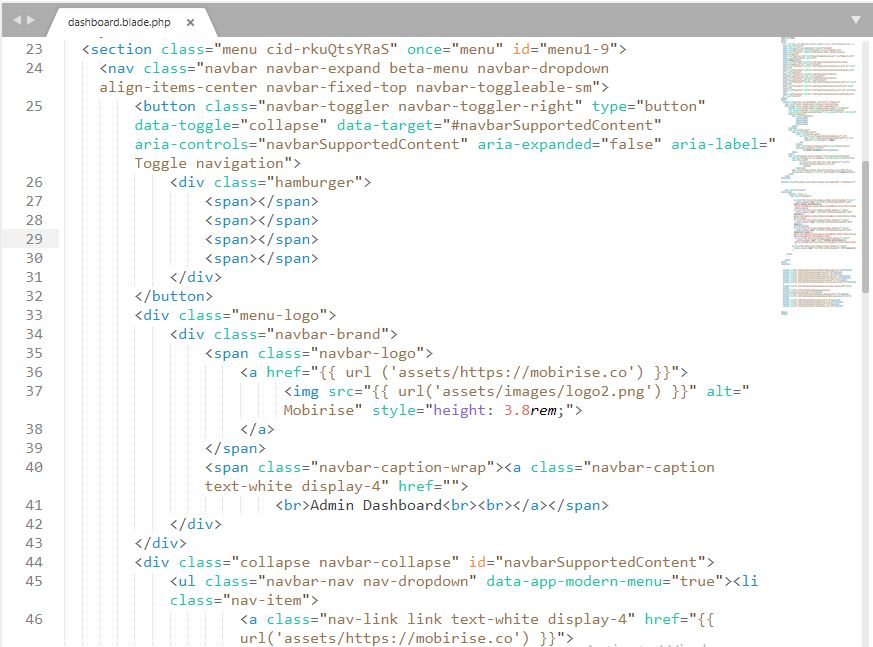 dashboard.blade.php
23 <section class="menu cid-rkuQtsYRaS" once="menu" id="menu1-9">
24 <nav class="navbar navbar-expand beta-menu navbar-dropdown
align-items-center navbar-fixed-top navbar-toggleable-sm">
25 <button class="navbar-toggler navbar-toggler-right" type="button"
data-toggle="collapse" data-target="#navbarSupportedContent"
aria-controls="navbarSupportedContent" aria-expanded="false" aria-label="
Toggle navigation">
26 <div class="hamburger">
27 <span></span>
28 <span></span>
29 <span></span>
30 <span></span>
31 </div>
32 </button>
33 <div class="menu-logo">
34 <div class="navbar-brand">
35 <span class="navbar-logo">
36 <a href="{{ url ('assets/https://mobirise.co') }}">
37 <img src="{{ url('assets/images/logo2.png') }}" alt="
Mobirise" style="height: 3.8rem;">
38 </a>
39 </span>
40 <span class="navbar-caption-wrap"><a class="navbar-caption
text-white display-4" href="">
41 <br>Admin Dashboard<br><br></a></span>
42 </div>
43 </div>
44 <div class="collapse navbar-collapse" id="navbarSupportedContent">
45 <ul class="navbar-nav nav-dropdown" data-app-modern-menu="true"><li
class="nav-item">
46 <a class="nav-link link text-white display-4" href="{{
url('assets/https://mobirise.co') }}">